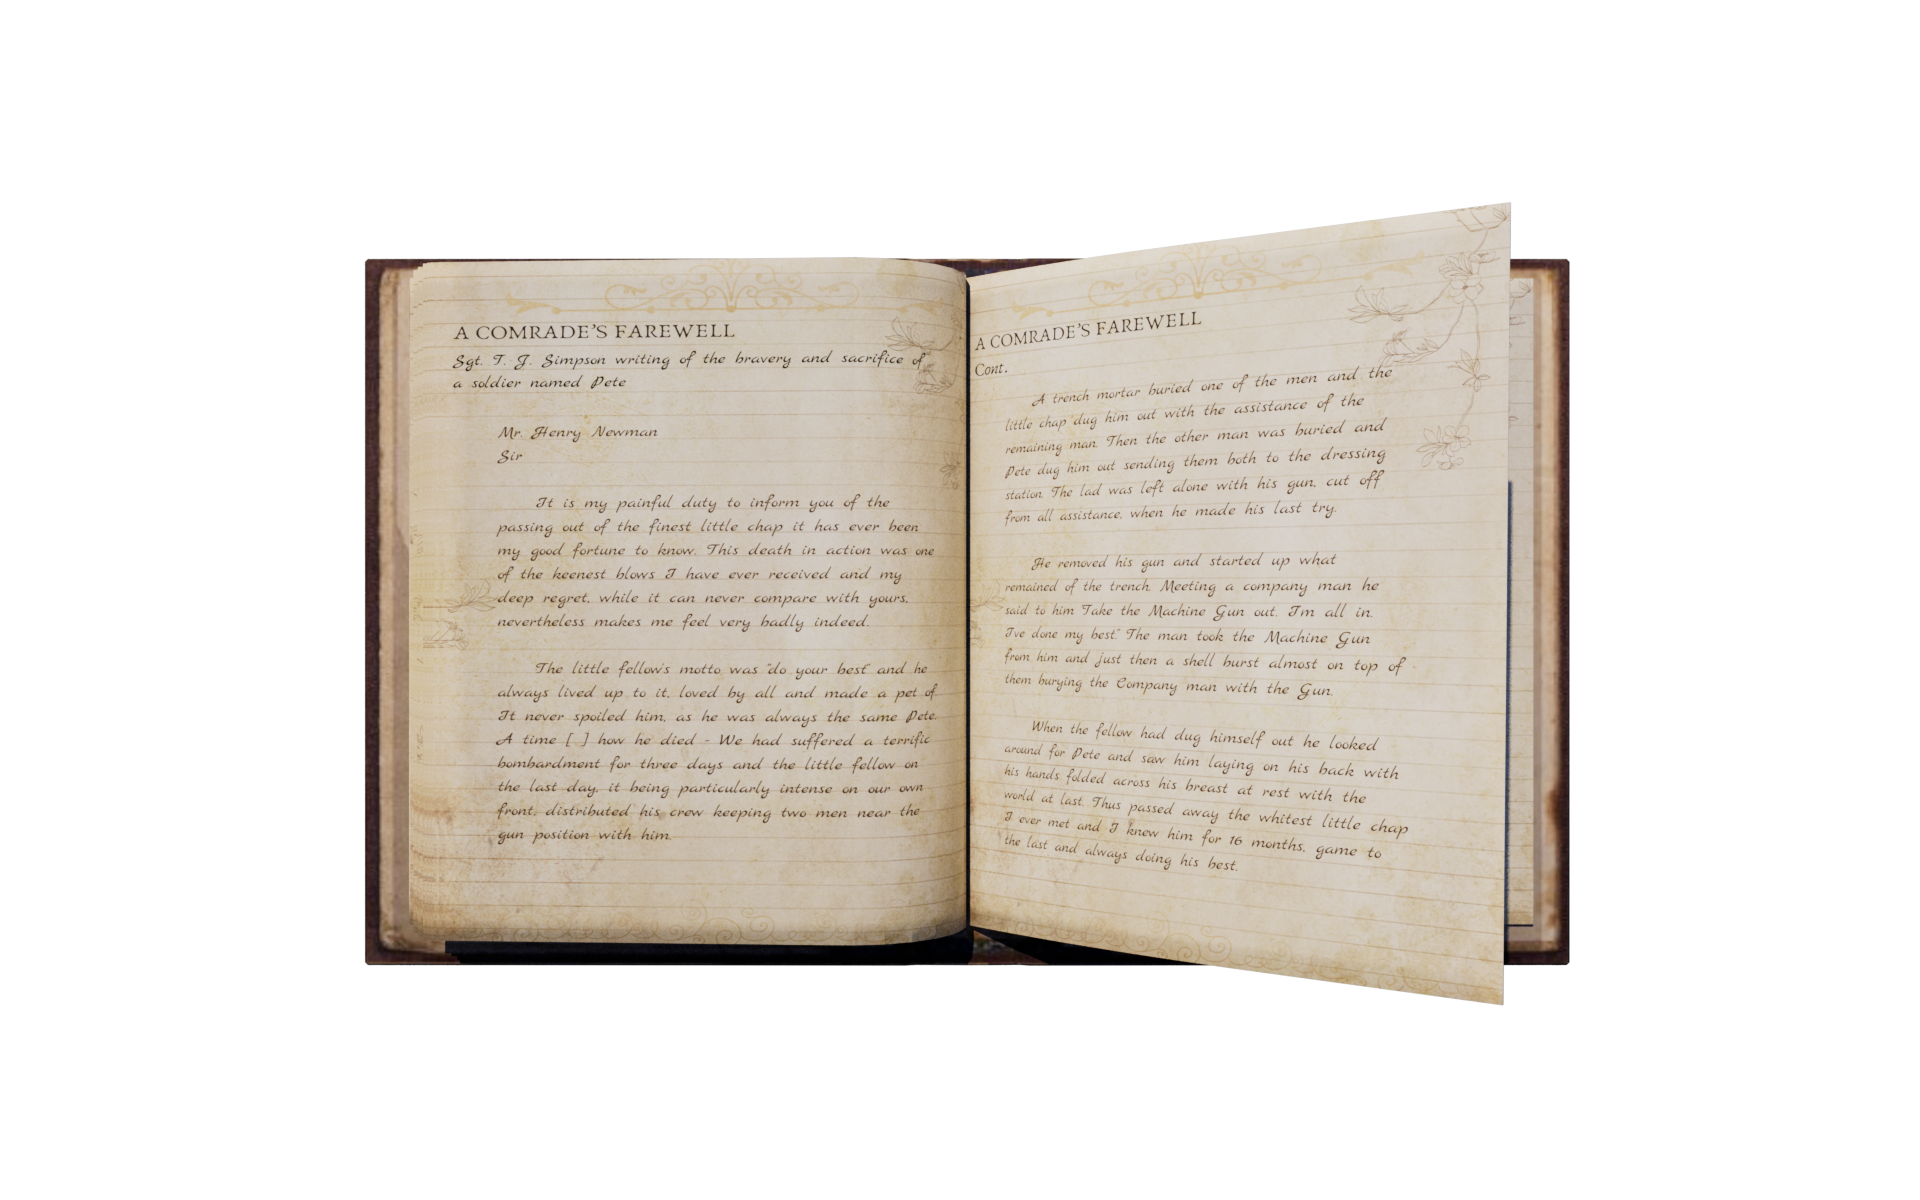 A COMRADE'S FAREWELL
Sgt. T. J. Simpson writing of the bravery and sacrifice of
a soldier named Pete
Mr. Henry Newman
Sir
It is my painful duty to inform you of the
passing out of the finest little chap it has ever been
my good fortune to know. This death in action was one
of the keenest blows I have ever received and my
deep regret, while it can never compare with yours,
nevertheless makes me feel very badly indeed.
The little fellow's motto was "do your best" and he
always lived up to it, loved by all and made a pet of.
It never spoiled him, as he was always the same Pete.
A time [ ] how he died - We had suffered a terrific
bombardment for three days and the little fellow on
the last day, it being particularly intense on our own
front, distributed his crew keeping two men near the
gun position with him.
A COMRADE'S FAREWELL
Cont.
A trench mortar buried one of the men and the
little chap dug him out with the assistance of the
remaining man. Then the other man was buried and
Pete dug him out sending them both to the dressing
station. The lad was left alone with his gun, cut off
from all assistance, when he made his last try.
He removed his gun and started up what
remained of the trench. Meeting a company man he
said to him Take the Machine Gun out. I'm all in.
I've done my best." The man took the Machine Gun
from him and just then a shell burst almost on top of
them burying the Company man with the Gun.
When the fellow had dug himself out he looked
around for Pete and saw him laying on his back with
his hands folded across his breast at rest with the
world at last. Thus passed away the whitest little chap
I ever met and I knew him for 16 months, game to
the last and always doing his best.